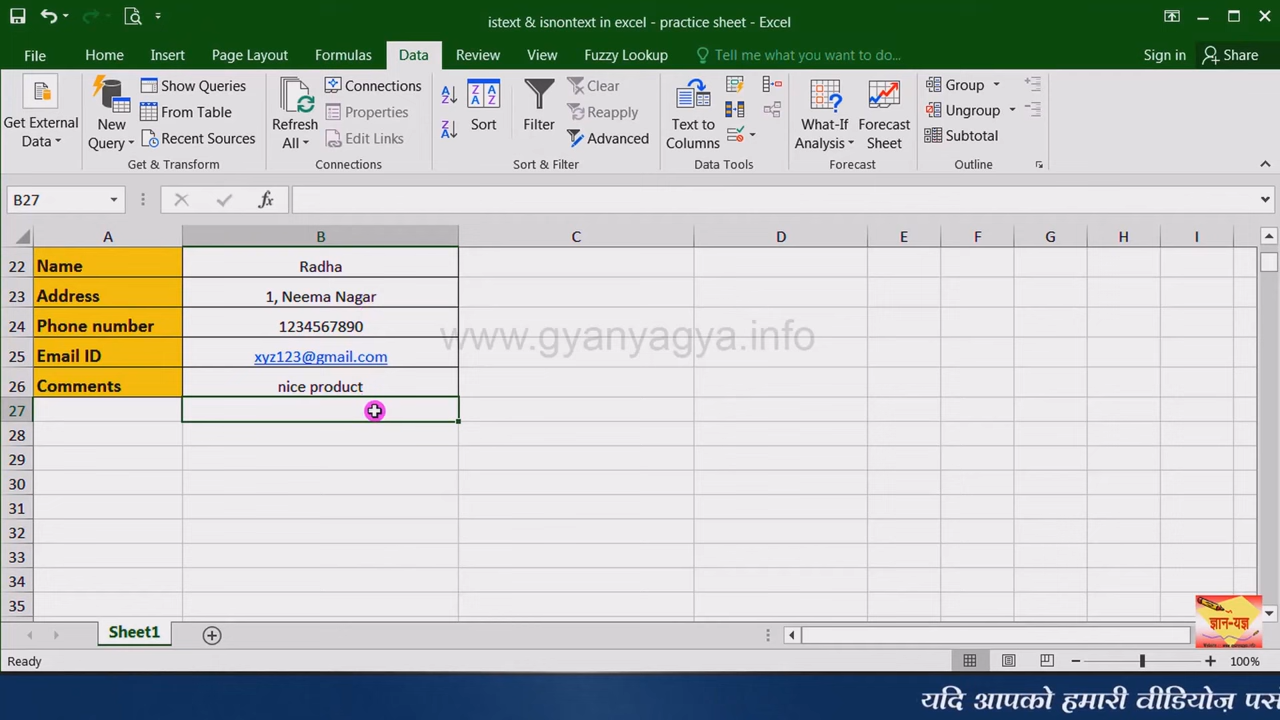 istext & isnontext in excel - practice sheet - Excel
File Home Insert Page Layout Formulas Data Review View Fuzzy Lookup Tell me what you want to do... Sign in Share
Get External Data
New Query
Show Queries
From Table
Recent Sources
Get & Transform
Refresh All
Connections
Properties
Edit Links
Connections
Sort
Filter
Clear
Reapply
Advanced
Sort & Filter
Text to Columns
Data Tools
What-If Analysis
Forecast Sheet
Forecast
Group
Ungroup
Subtotal
Outline
B27 fx
A B C D E F G H I
22 Name Radha
23 Address 1, Neema Nagar
24 Phone number 1234567890
www.gyanyagya.info
25 Email ID xyz123@gmail.com
26 Comments nice product
27
28
29
30
31
32
33
34
35
ज्ञान-यज्ञ
Sheet1
Ready 100%
यदि आपको हमारी वीडियोज़ पसं